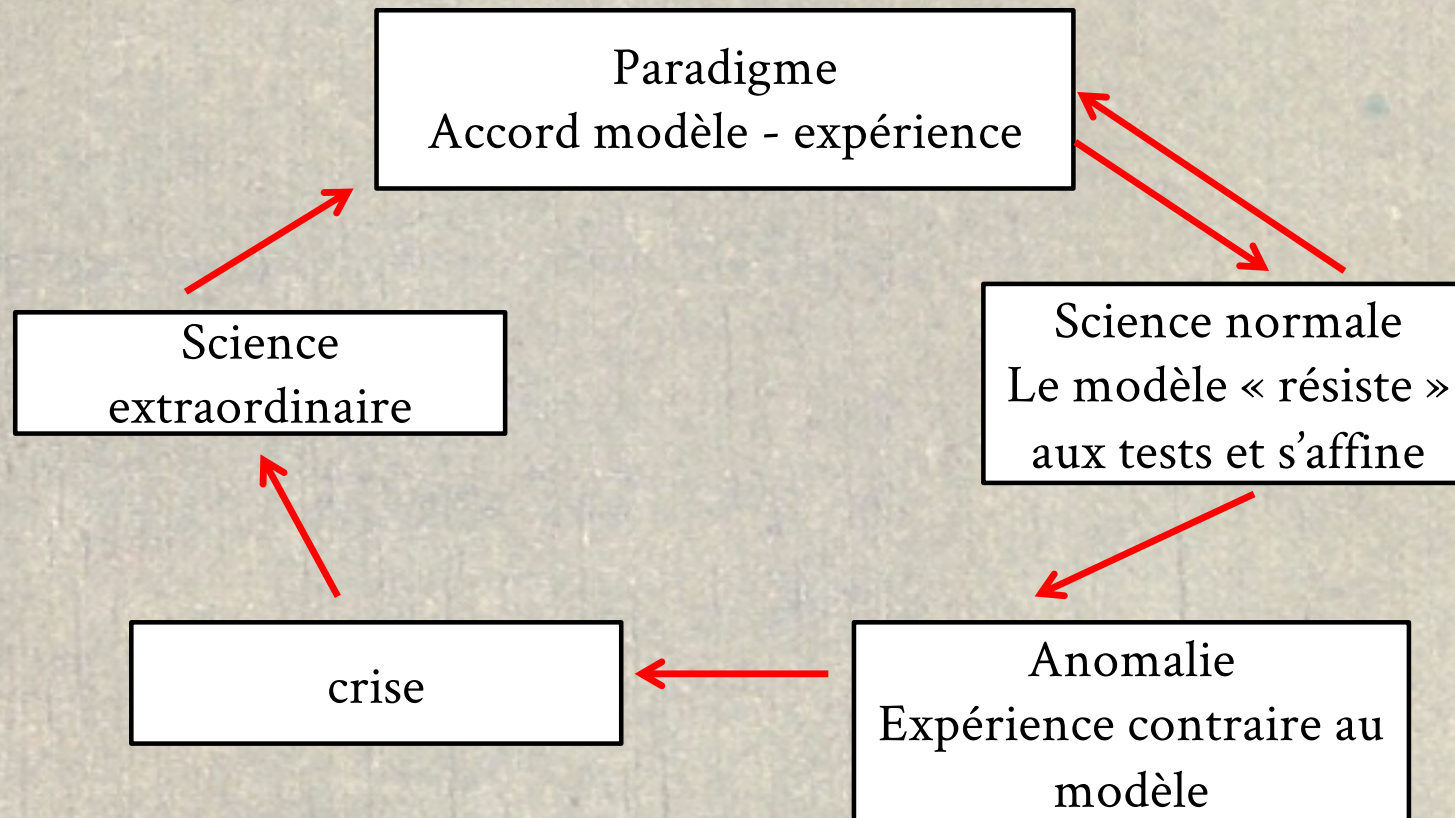 Paradigme
Accord modèle - expérience
Science normale
Le modèle « résiste »
aux tests et s’affine
Science
extraordinaire
Anomalie
Expérience contraire au
modèle
crise